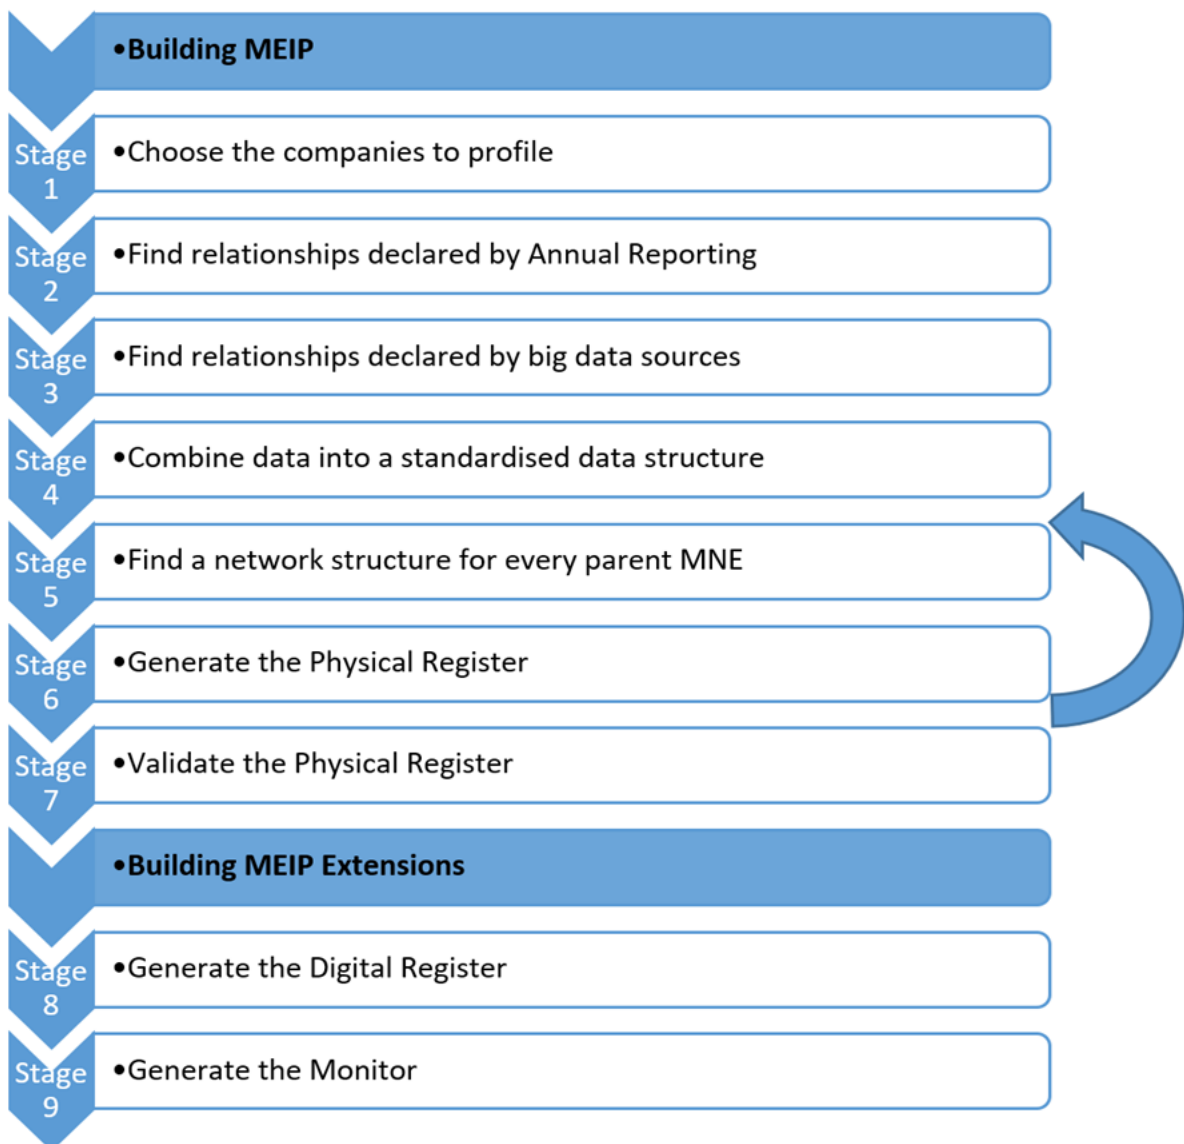 •Building MEIP
Stage
1
•Choose the companies to profile
Stage
2
•Find relationships declared by Annual Reporting
Stage
3
•Find relationships declared by big data sources
Stage
4
•Combine data into a standardised data structure
Stage
5
•Find a network structure for every parent MNE
Stage
6
•Generate the Physical Register
Stage
7
•Validate the Physical Register
•Building MEIP Extensions
Stage
8
•Generate the Digital Register
Stage
9
•Generate the Monitor